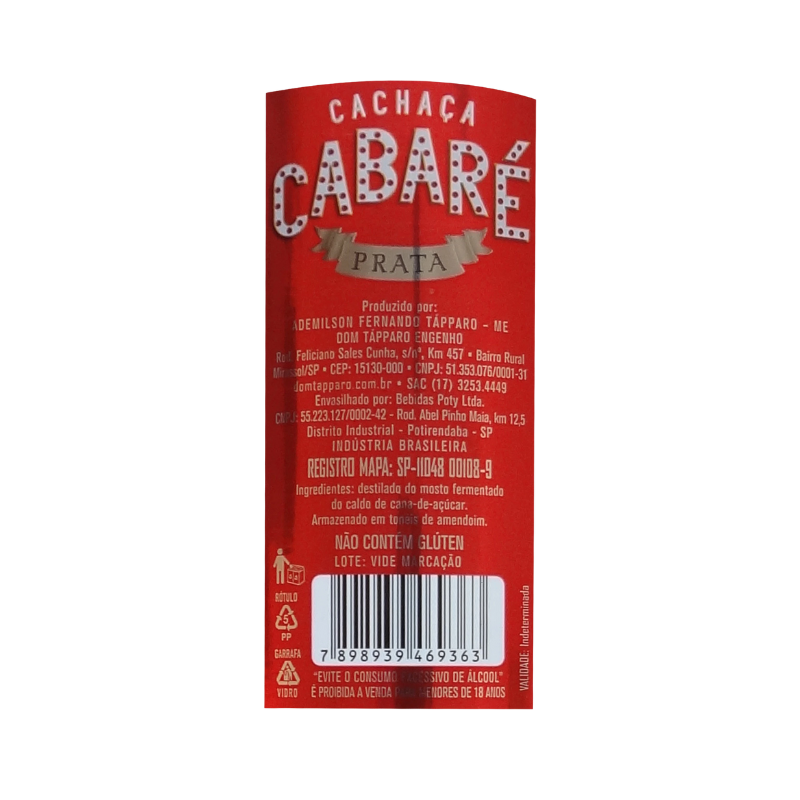 CACHAÇA
CABARÉ
PRATA
Produzido por:
ADEMILSON FERNANDO TÁPPARO - ME
DOM TÁPPARO ENGENHO
Rod. Feliciano Sales Cunha, s/nº, Km 457 • Bairro Rural
Mirassol/SP • CEP: 15130-000 • CNPJ: 51.353.076/0001-31
domtapparo.com.br • SAC (17) 3253.4449
Envasilhado por: Bebidas Poty Ltda.
CNPJ: 55.223.127/0002-42 - Rod. Abel Pinho Maia, km 12,5
Distrito Industrial - Potirendaba - SP
INDÚSTRIA BRASILEIRA
REGISTRO MAPA: SP-11048 00108-9
Ingredientes: destilado do mosto fermentado
do caldo de cana-de-açúcar.
Armazenado em toneis de amendoim.
NÃO CONTÉM GLÚTEN
LOTE: VIDE MARCAÇÃO
RÓTULO
5
PP
GARRAFA
VIDRO
7 898939 469363
"EVITE O CONSUMO EXCESSIVO DE ÁLCOOL"
É PROIBIDA A VENDA PARA MENORES DE 18 ANOS
VALIDADE: Indeterminada